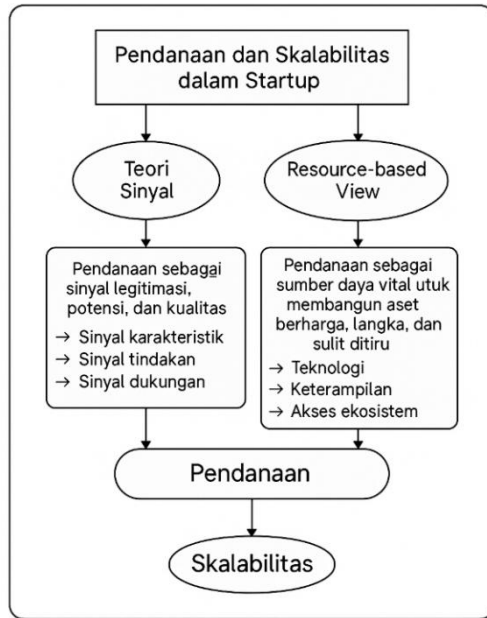 Pendanaan dan Skalabilitas
dalam Startup
Teori
Sinyal
Resource-based
View
Pendanaan sebagai
sinyal legitimasi,
potensi, dan kualitas
→ Sinyal karakteristik
→ Sinyal tindakan
→ Sinyal dukungan
Pendanaan sebagai
sumber daya vital utuk
membangun aset
berharga, langka, dan
sulit ditiru
→ Teknologi
→ Keterampilan
→ Akses ekosistem
Pendanaan
Skalabilitas